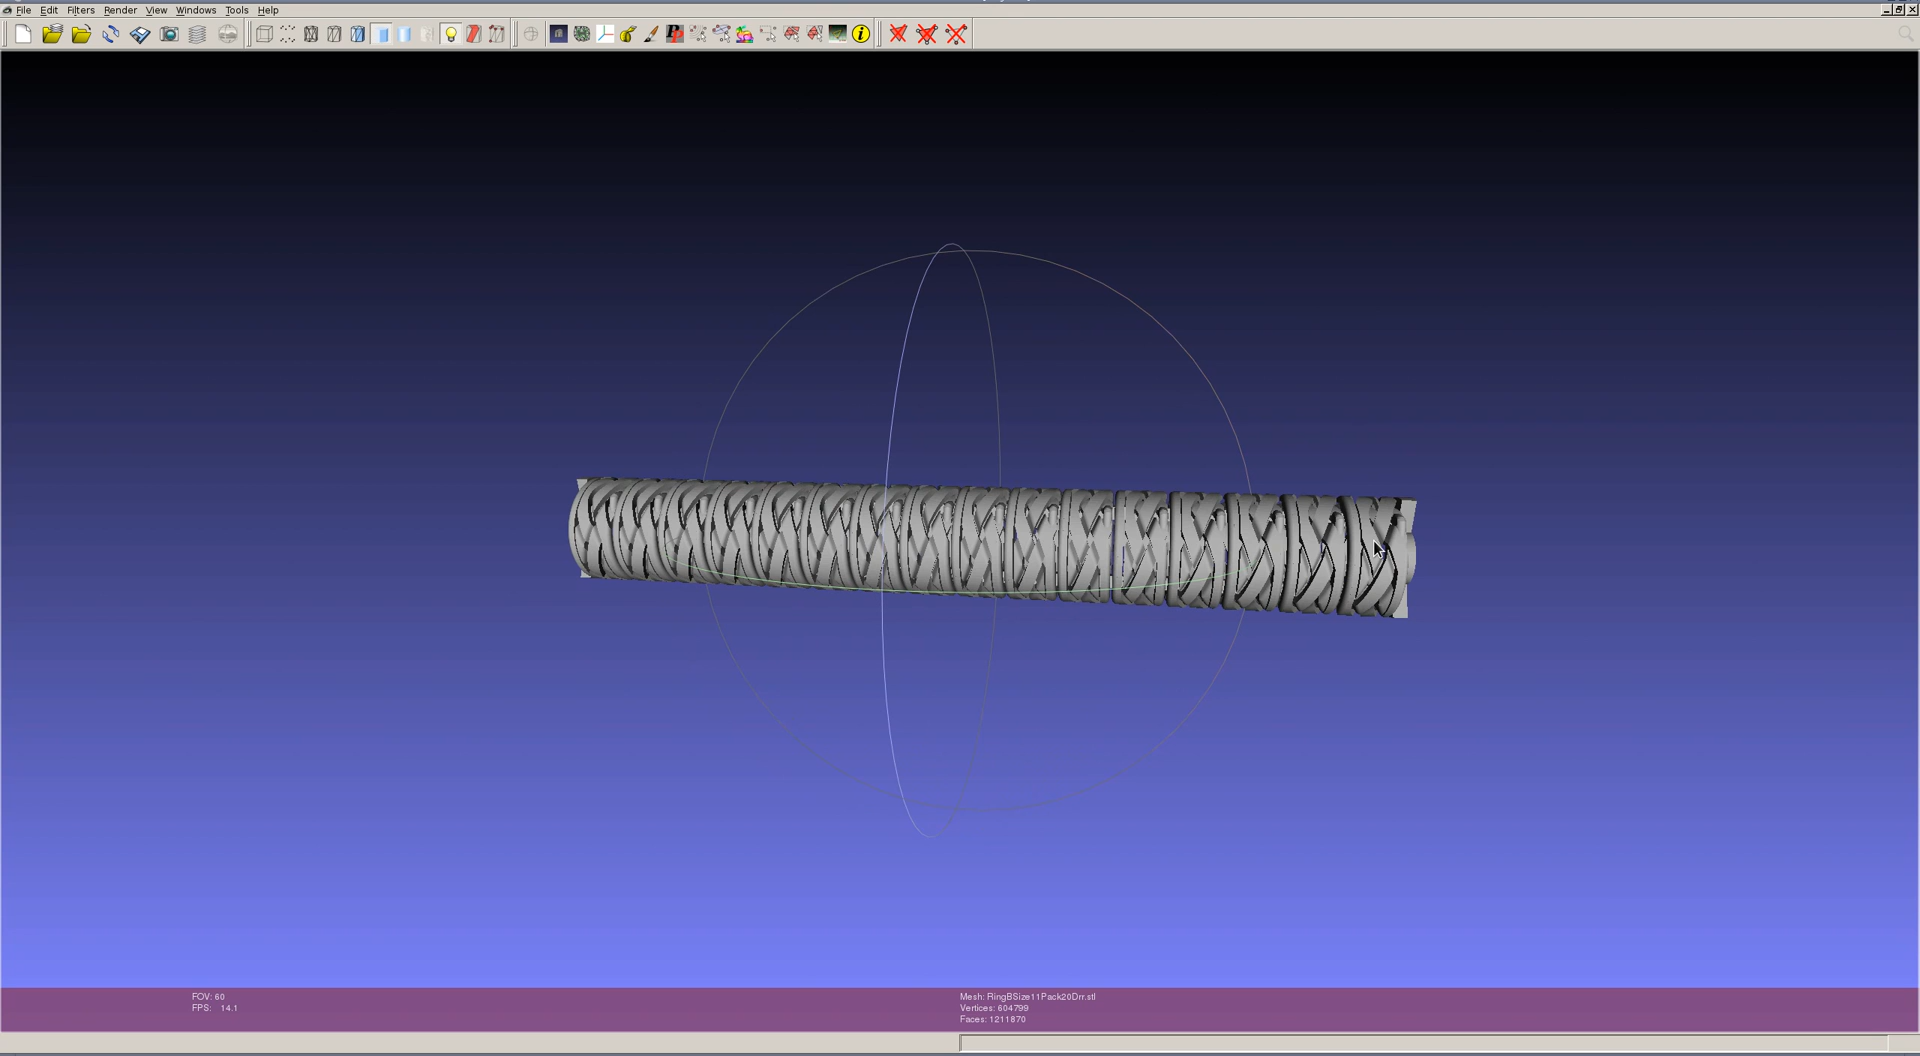 File Edit Filters Render View Windows Tools Help
FOV: 60
FPS: 14.1
Mesh: RingBSize11Pack20Drr.stl
Vertices: 604799
Faces: 1211870